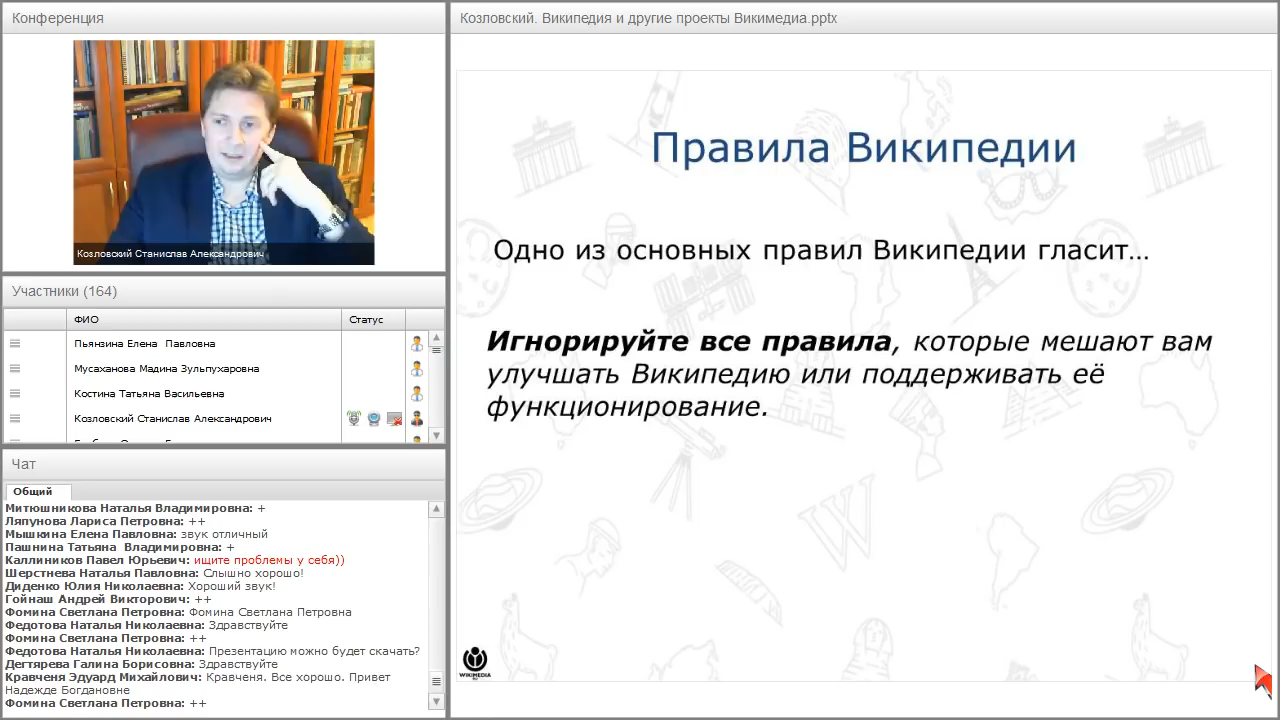 Конференция
Козловский Станислав Александрович
Участники (164)
ФИО
Статус
Пьянзина Елена Павловна
Мусаханова Мадина Зульпухаровна
Костина Татьяна Васильевна
Козловский Станислав Александрович
Чат
Общий
Митюшникова Наталья Владимировна: +
Ляпунова Лариса Петровна: ++
Мышкина Елена Павловна: звук отличный
Пашнина Татьяна Владимировна: +
Каллиников Павел Юрьевич: ищите проблемы у себя))
Шерстнева Наталья Павловна: Слышно хорошо!
Диденко Юлия Николаевна: Хороший звук!
Гойнаш Андрей Викторович: ++
Фомина Светлана Петровна: Фомина Светлана Петровна
Федотова Наталья Николаевна: Здравствуйте
Фомина Светлана Петровна: ++
Федотова Наталья Николаевна: Презентацию можно будет скачать?
Дегтярева Галина Борисовна: Здравствуйте
Кравченя Эдуард Михайлович: Кравченя. Все хорошо. Привет
Надежде Богдановне
Фомина Светлана Петровна: ++
Козловский. Википедия и другие проекты Викимедиа.pptx
Правила Википедии
Одно из основных правил Википедии гласит...
Игнорируйте все правила, которые мешают вам
улучшать Википедию или поддерживать её
функционирование.
WIKIMEDIA
RU